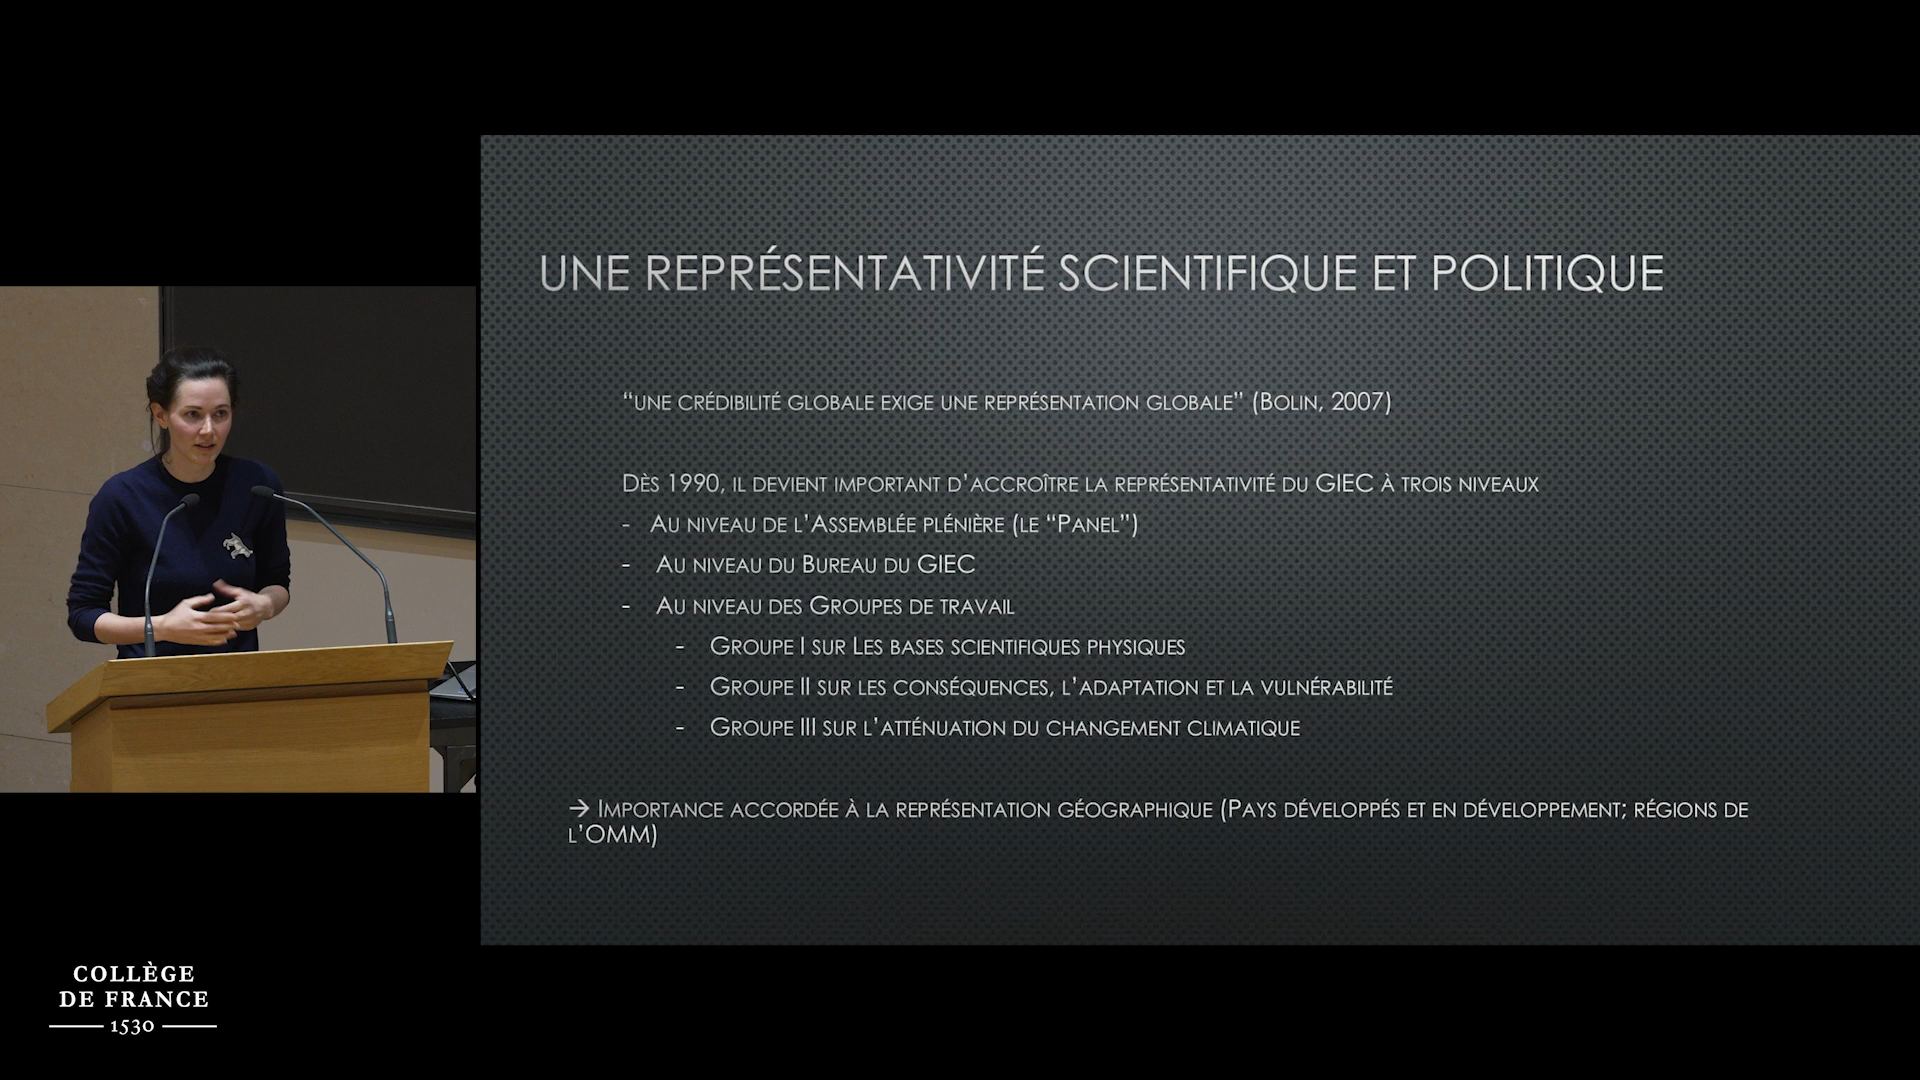 UNE REPRÉSENTATIVITÉ SCIENTIFIQUE ET POLITIQUE
“UNE CRÉDIBILITÉ GLOBALE EXIGE UNE REPRÉSENTATION GLOBALE” (BOLIN, 2007)
DÈS 1990, IL DEVIENT IMPORTANT D’ACCROÎTRE LA REPRÉSENTATIVITÉ DU GIEC À TROIS NIVEAUX
- AU NIVEAU DE L’ASSEMBLÉE PLÉNIÈRE (LE “PANEL”)
- AU NIVEAU DU BUREAU DU GIEC
- AU NIVEAU DES GROUPES DE TRAVAIL
- GROUPE I SUR LES BASES SCIENTIFIQUES PHYSIQUES
- GROUPE II SUR LES CONSÉQUENCES, L’ADAPTATION ET LA VULNÉRABILITÉ
- GROUPE III SUR L’ATTÉNUATION DU CHANGEMENT CLIMATIQUE
→ IMPORTANCE ACCORDÉE À LA REPRÉSENTATION GÉOGRAPHIQUE (PAYS DÉVELOPPÉS ET EN DÉVELOPPEMENT; RÉGIONS DE
L’OMM)
COLLÈGE
DE FRANCE
1530